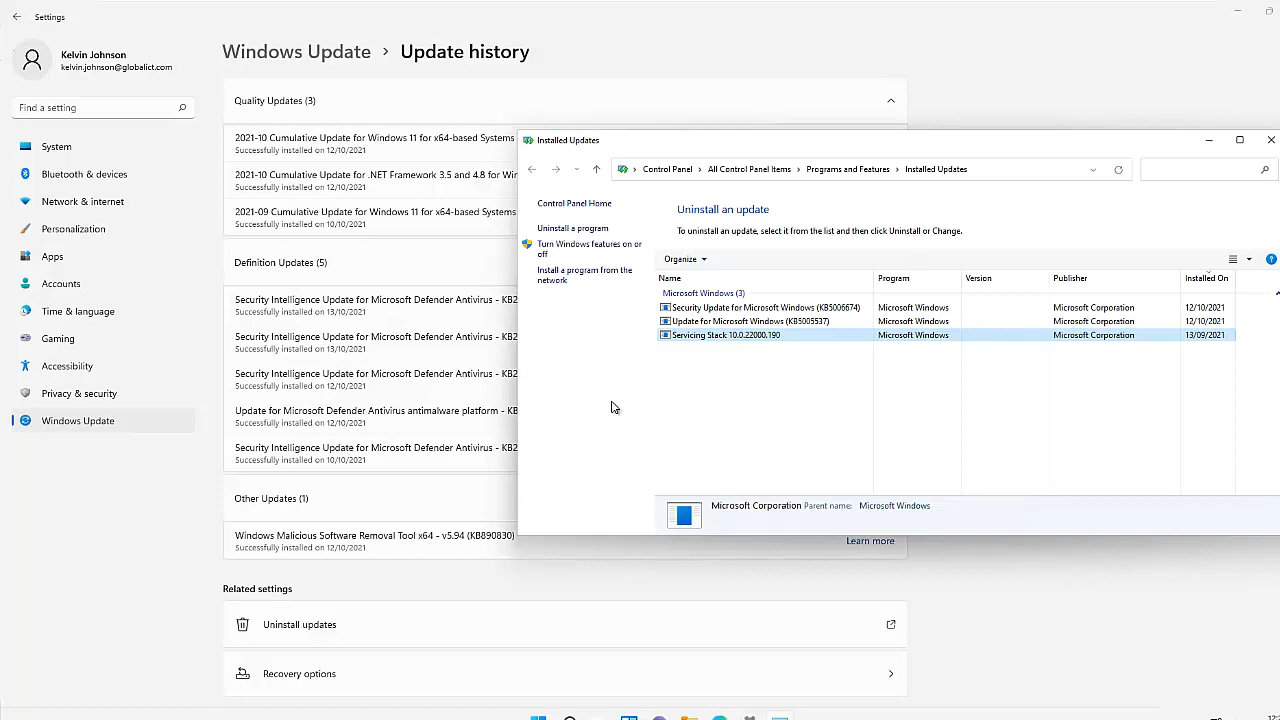 Settings
Kelvin Johnson
kelvin.johnson@globalict.com
Find a setting
System
Bluetooth & devices
Network & internet
Personalization
Apps
Accounts
Time & language
Gaming
Accessibility
Privacy & security
Windows Update
Windows Update > Update history
Quality Updates (3)
2021-10 Cumulative Update for Windows 11 for x64-based Systems
Successfully installed on 12/10/2021
2021-10 Cumulative Update for .NET Framework 3.5 and 4.8 for Win
Successfully installed on 12/10/2021
2021-09 Cumulative Update for Windows 11 for x64-based Systems
Successfully installed on 10/10/2021
Definition Updates (5)
Security Intelligence Update for Microsoft Defender Antivirus - KB2
Successfully installed on 13/10/2021
Security Intelligence Update for Microsoft Defender Antivirus - KB2
Successfully installed on 13/10/2021
Security Intelligence Update for Microsoft Defender Antivirus - KB2
Successfully installed on 12/10/2021
Update for Microsoft Defender Antivirus antimalware platform - KB
Successfully installed on 12/10/2021
Security Intelligence Update for Microsoft Defender Antivirus - KB2
Successfully installed on 10/10/2021
Other Updates (1)
Windows Malicious Software Removal Tool x64 - v5.94 (KB890830)
Successfully installed on 12/10/2021
Learn more
Related settings
Uninstall updates
Recovery options
Installed Updates
Control Panel > All Control Panel Items > Programs and Features > Installed Updates
Control Panel Home
Uninstall a program
Turn Windows features on or
off
Install a program from the
network
Uninstall an update
To uninstall an update, select it from the list and then click Uninstall or Change.
Organize
Name Program Version Publisher Installed On
Microsoft Windows (3)
Security Update for Microsoft Windows (KB5006674) Microsoft Windows Microsoft Corporation 12/10/2021
Update for Microsoft Windows (KB5005537) Microsoft Windows Microsoft Corporation 12/10/2021
Servicing Stack 10.0.22000.190 Microsoft Windows Microsoft Corporation 13/09/2021
Microsoft Corporation Parent name: Microsoft Windows